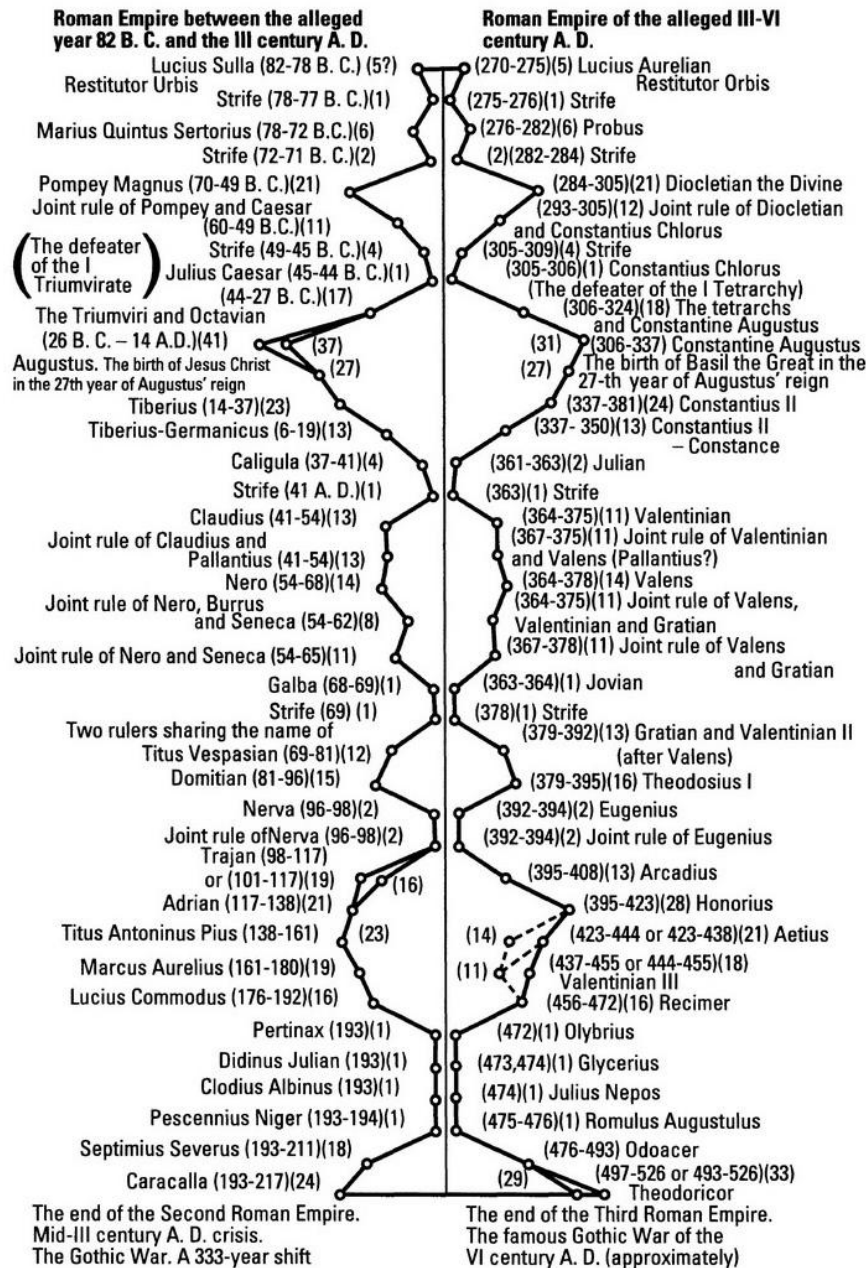 Roman Empire between the alleged
year 82 B. C. and the III century A. D.
Lucius Sulla (82-78 B. C.) (5?)
Restitutor Urbis
Strife (78-77 B. C.)(1)
Marius Quintus Sertorius (78-72 B.C.)(6)
Strife (72-71 B. C.)(2)
Pompey Magnus (70-49 B. C.)(21)
Joint rule of Pompey and Caesar
(60-49 B. C.)(11)
(The defeater
of the I
Triumvirate)
Strife (49-45 B. C.)(4)
Julius Caesar (45-44 B. C.)(1)
(44-27 B. C.)(17)
The Triumviri and Octavian
(26 B. C. – 14 A.D.)(41)
(37)
Augustus. The birth of Jesus Christ
in the 27th year of Augustus' reign
(27)
Tiberius (14-37)(23)
Tiberius-Germanicus (6-19)(13)
Caligula (37-41)(4)
Strife (41 A. D.)(1)
Claudius (41-54)(13)
Joint rule of Claudius and
Pallantius (41-54)(13)
Nero (54-68)(14)
Joint rule of Nero, Burrus
and Seneca (54-62)(8)
Joint rule of Nero and Seneca (54-65)(11)
Galba (68-69)(1)
Strife (69) (1)
Two rulers sharing the name of
Titus Vespasian (69-81)(12)
Domitian (81-96)(15)
Nerva (96-98)(2)
Joint rule ofNerva (96-98)(2)
Trajan (98-117)
or (101-117)(19)
(16)
Adrian (117-138)(21)
Titus Antoninus Pius (138-161)
(23)
Marcus Aurelius (161-180)(19)
Lucius Commodus (176-192)(16)
Pertinax (193)(1)
Didinus Julian (193)(1)
Clodius Albinus (193)(1)
Pescennius Niger (193-194)(1)
Septimius Severus (193-211)(18)
Caracalla (193-217)(24)
The end of the Second Roman Empire.
Mid-III century A. D. crisis.
The Gothic War. A 333-year shift
Roman Empire of the alleged III-VI
century A. D.
(270-275)(5) Lucius Aurelian
Restitutor Orbis
(275-276)(1) Strife
(276-282)(6) Probus
(2)(282-284) Strife
(284-305)(21) Diocletian the Divine
(293-305)(12) Joint rule of Diocletian
and Constantius Chlorus
(305-309)(4) Strife
(305-306)(1) Constantius Chlorus
(The defeater of the I Tetrarchy)
(306-324)(18) The tetrarchs
and Constantine Augustus
(31)
(306-337) Constantine Augustus
(27)
The birth of Basil the Great in the
27-th year of Augustus' reign
(337-381)(24) Constantius II
(337- 350)(13) Constantius II
– Constance
(361-363)(2) Julian
(363)(1) Strife
(364-375)(11) Valentinian
(367-375)(11) Joint rule of Valentinian
and Valens (Pallantius?)
(364-378)(14) Valens
(364-375)(11) Joint rule of Valens,
Valentinian and Gratian
(367-378)(11) Joint rule of Valens
and Gratian
(363-364)(1) Jovian
(378)(1) Strife
(379-392)(13) Gratian and Valentinian II
(after Valens)
(379-395)(16) Theodosius I
(392-394)(2) Eugenius
(392-394)(2) Joint rule of Eugenius
(395-408)(13) Arcadius
(395-423)(28) Honorius
(14)
(423-444 or 423-438)(21) Aetius
(11)
(437-455 or 444-455)(18)
Valentinian III
(456-472)(16) Recimer
(472)(1) Olybrius
(473,474)(1) Glycerius
(474)(1) Julius Nepos
(475-476)(1) Romulus Augustulus
(476-493) Odoacer
(29)
(497-526 or 493-526)(33)
Theodoricor
The end of the Third Roman Empire.
The famous Gothic War of the
VI century A. D. (approximately)